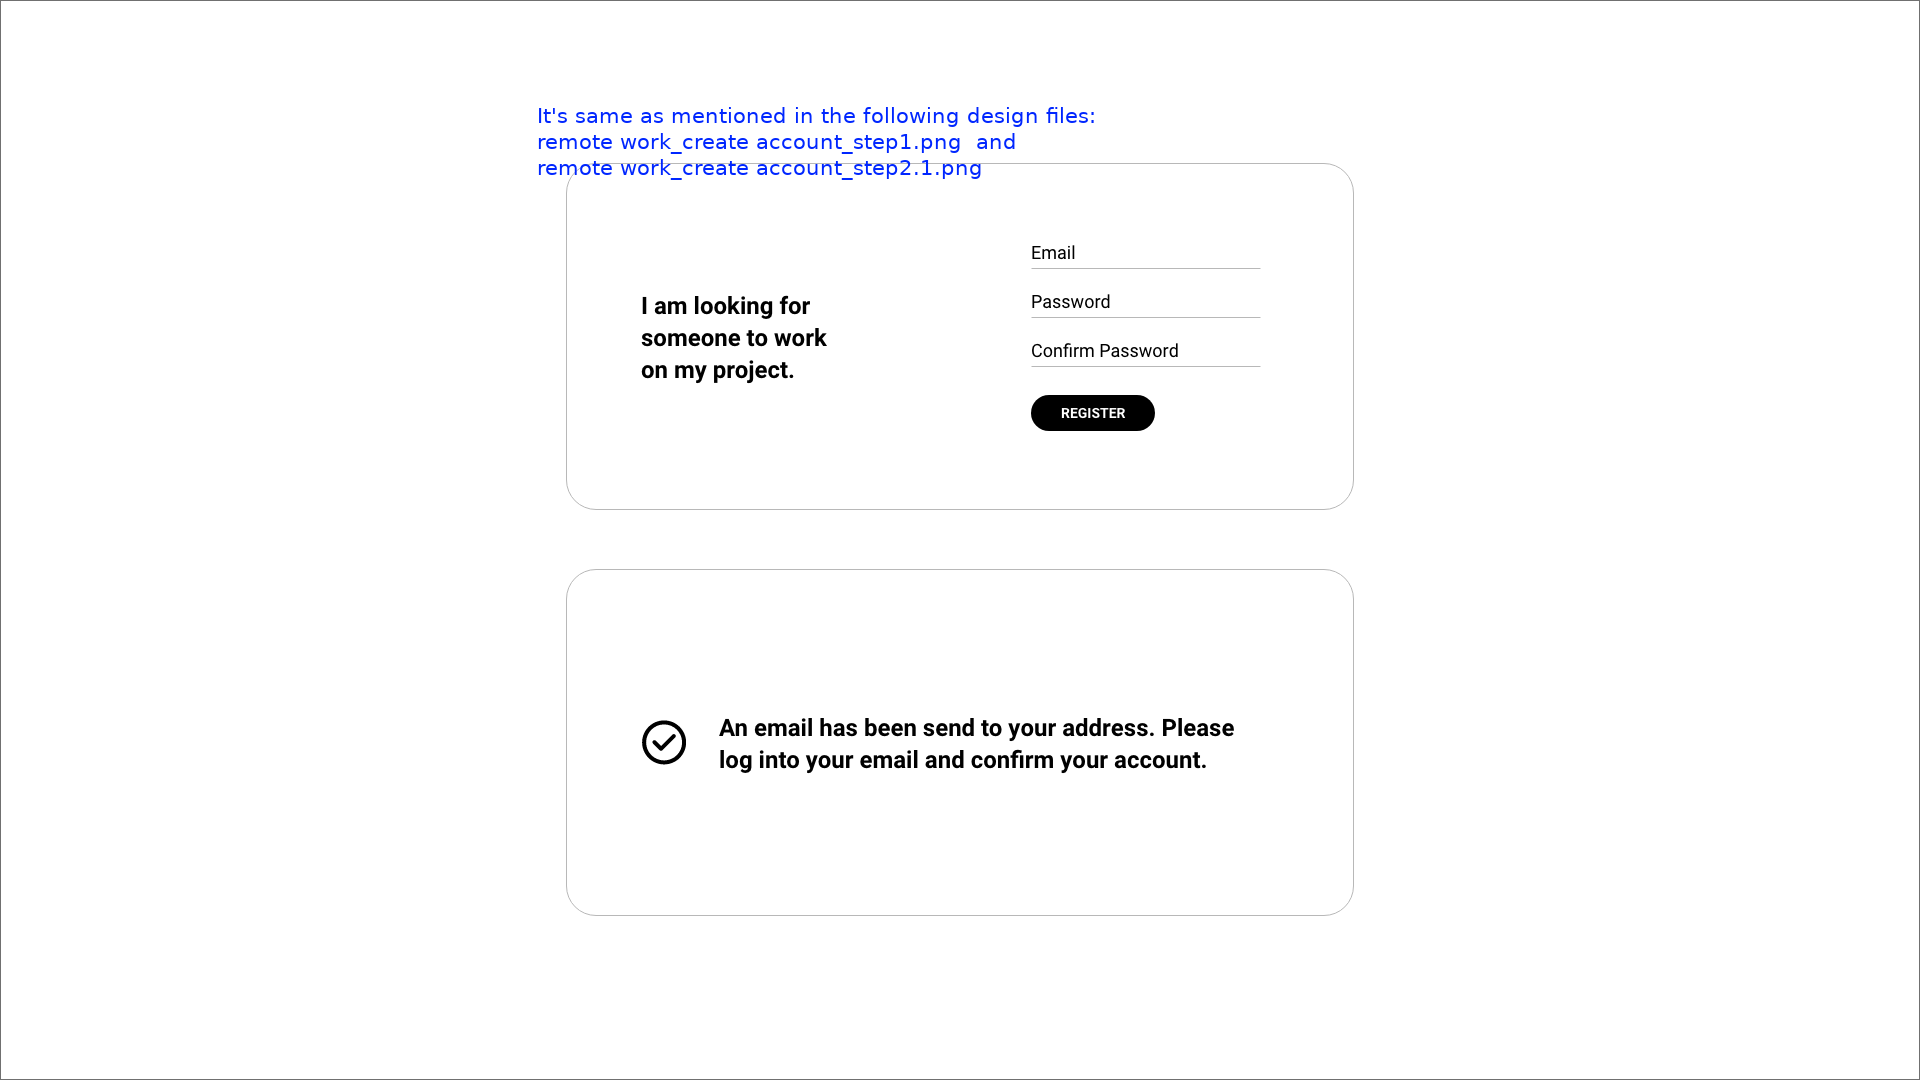 It's same as mentioned in the following design files:
remote work_create account_step1.png  and
remote work_create account_step2.1.png
I am looking for
someone to work
on my project.
Email
Password
Confirm Password
REGISTER
An email has been send to your address. Please
log into your email and confirm your account.